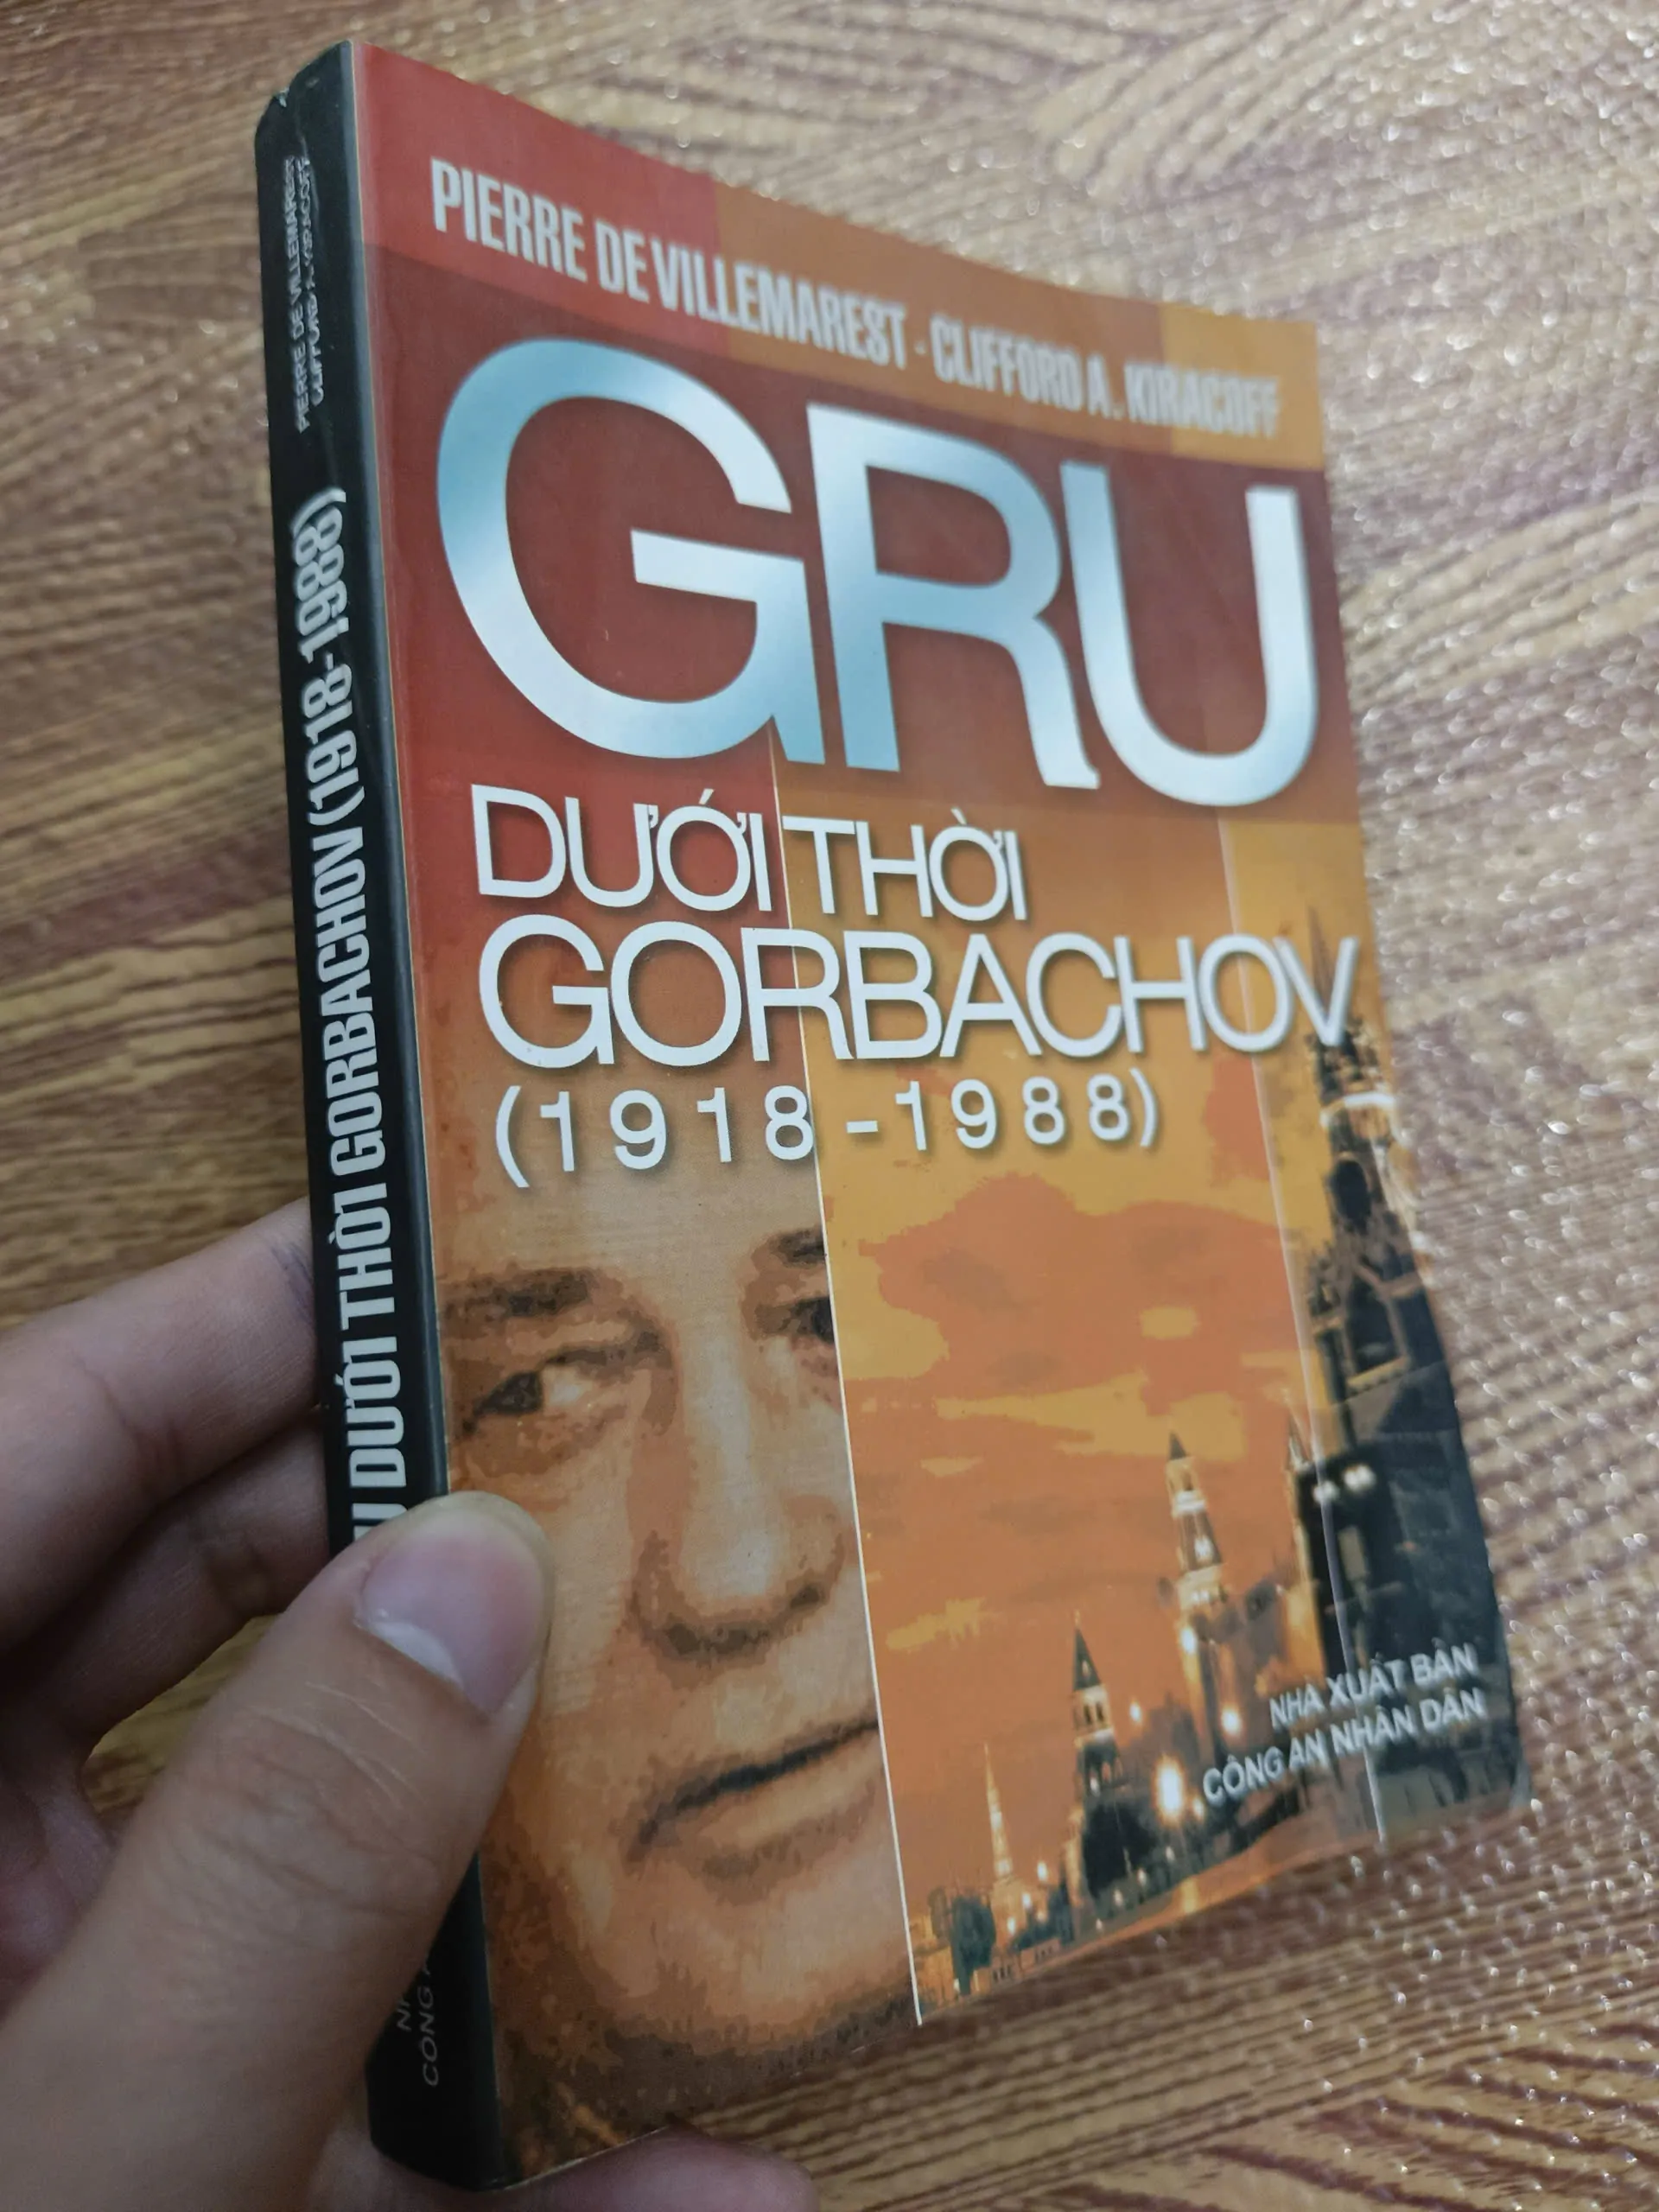 PIERRE DE VILLEMAREST - CLIFFORD A. KIRACOFF
GRU
DƯỚI THỜI
GORBACHOV
(1918-1988)
NHÀ XUẤT BẢN
CÔNG AN NHÂN DÂN
PIERRE DE VILLEMAREST
CLIFFORD A. KIRACOFF
DƯỚI THỜI GORBACHOV (1918-1988)
CÔNG